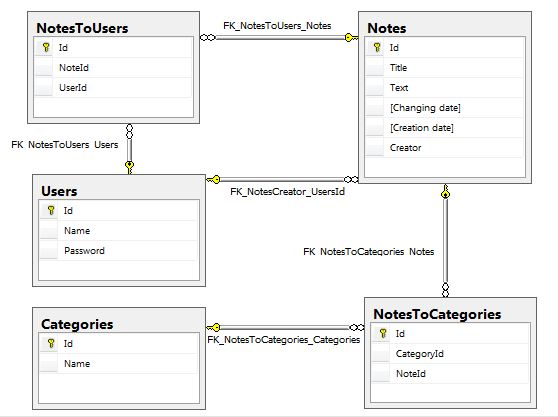 NotesToUsers
Id
NoteId
UserId
FK_NotesToUsers_Notes
Notes
Id
Title
Text
[Changing date]
[Creation date]
Creator
FK_NotesToUsers_Users
Users
Id
Name
Password
FK_NotesCreator_UsersId
FK_NotesToCategories_Notes
Categories
Id
Name
FK_NotesToCategories_Categories
NotesToCategories
Id
CategoryId
NoteId